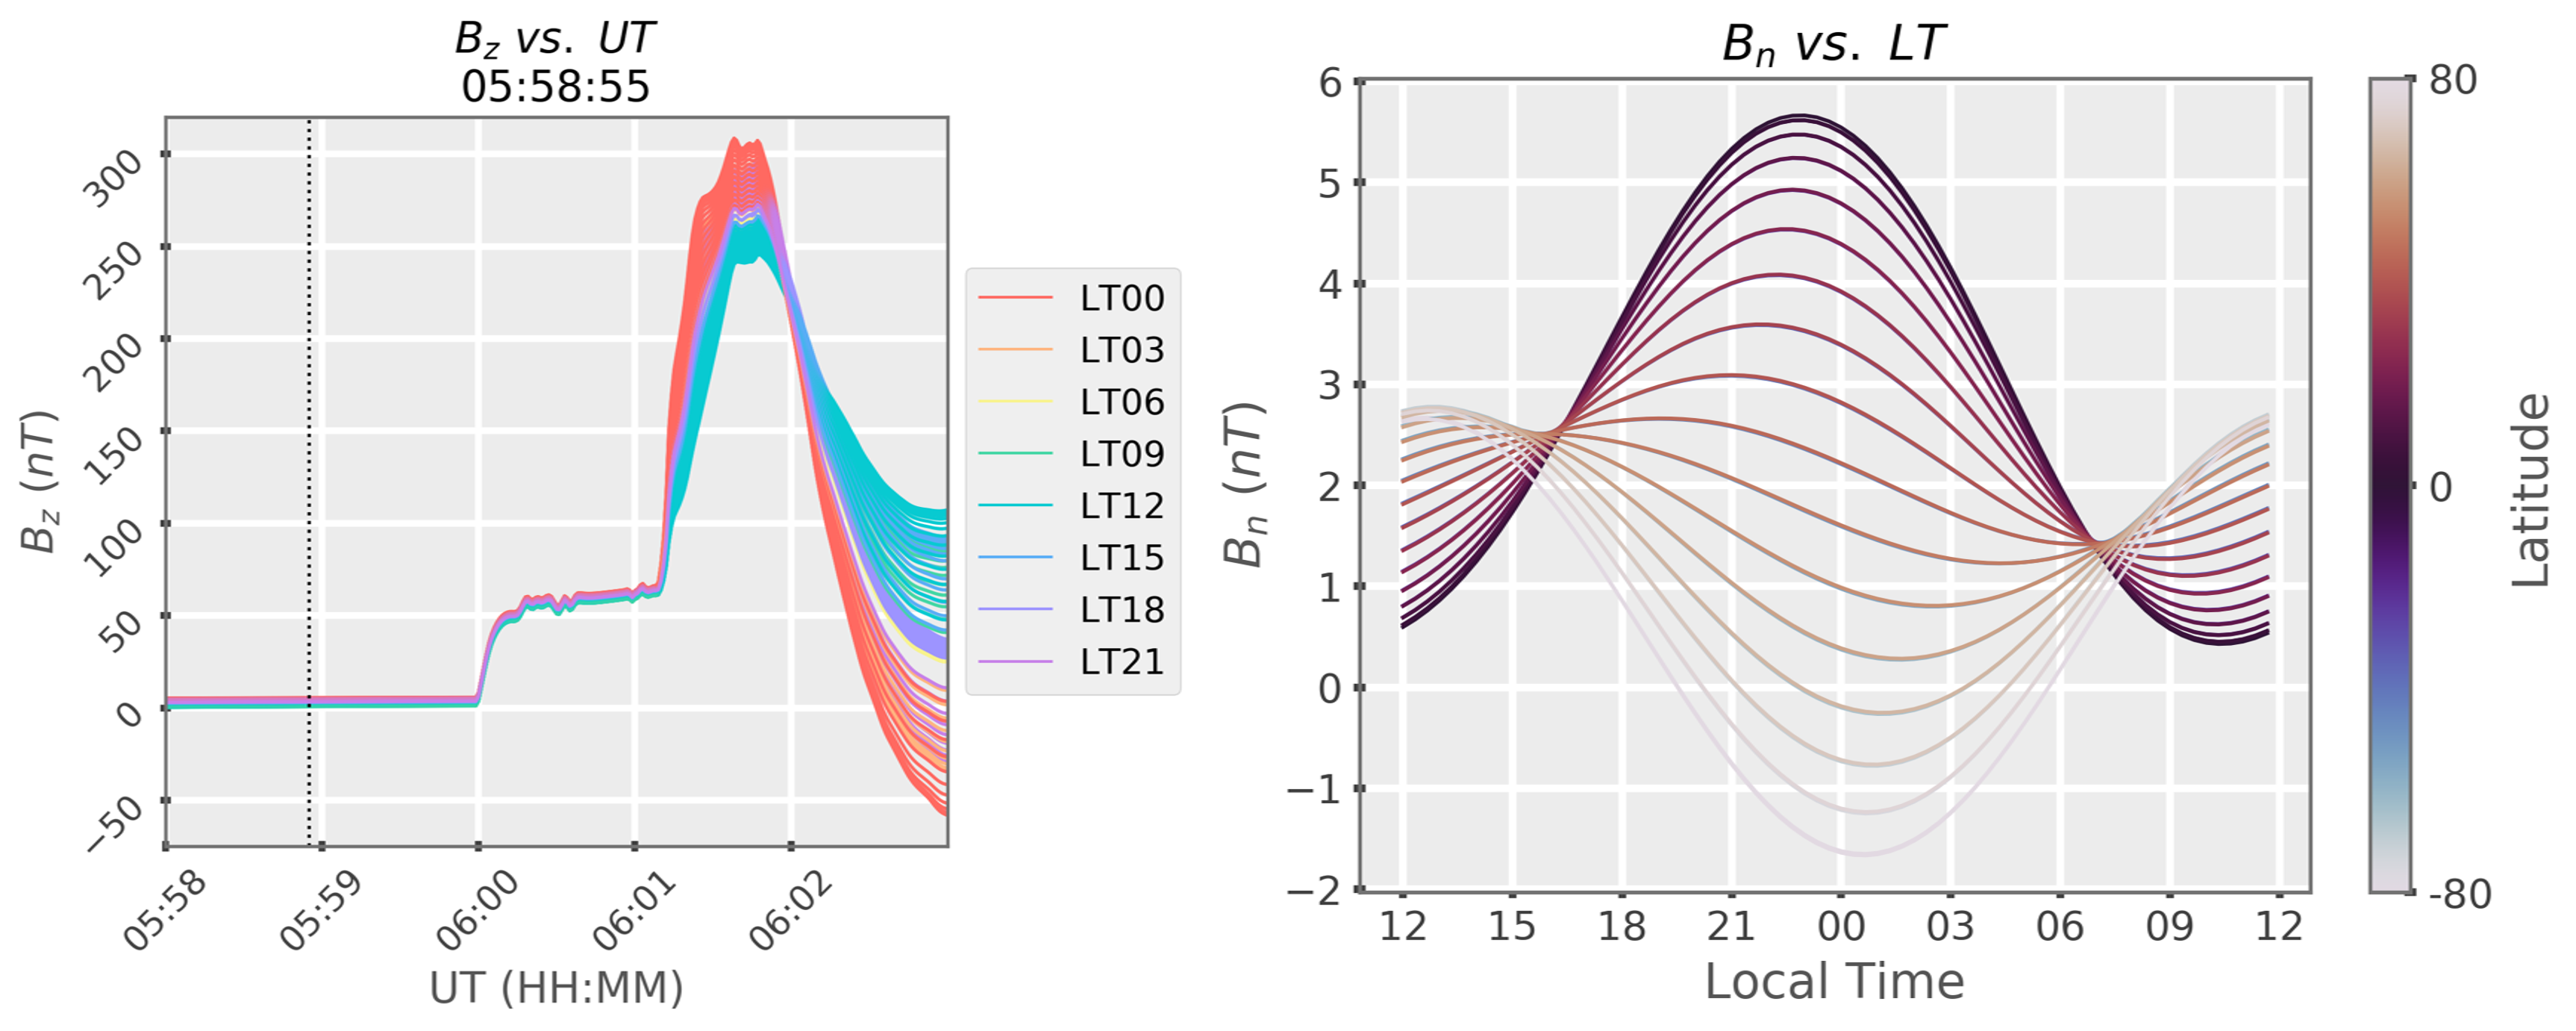 B_z vs. UT
05:58:55
B_z (nT)
300
250
200
150
100
50
0
−50
05:58
05:59
06:00
06:01
06:02
UT (HH:MM)
LT00
LT03
LT06
LT09
LT12
LT15
LT18
LT21
B_n vs. LT
B_n (nT)
6
5
4
3
2
1
0
−1
−2
12
15
18
21
00
03
06
09
12
Local Time
80
0
-80
Latitude